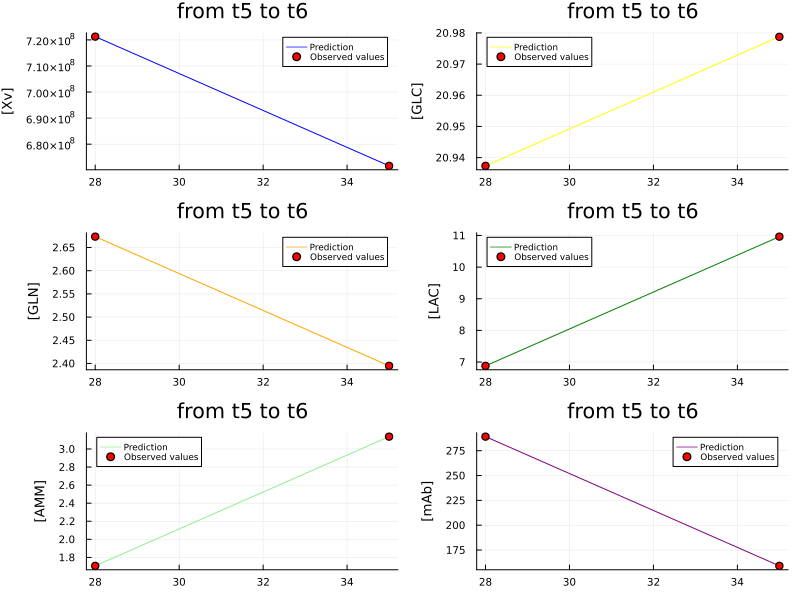 from t5 to t6
7.20×10⁸
7.10×10⁸
7.00×10⁸
6.90×10⁸
6.80×10⁸
[Xv]
Prediction
Observed values
28 30 32 34
from t5 to t6
20.98
20.97
20.96
20.95
20.94
[GLC]
Prediction
Observed values
28 30 32 34
from t5 to t6
2.65
2.60
2.55
2.50
2.45
2.40
[GLN]
Prediction
Observed values
28 30 32 34
from t5 to t6
11
10
9
8
7
[LAC]
Prediction
Observed values
28 30 32 34
from t5 to t6
3.0
2.8
2.6
2.4
2.2
2.0
1.8
[AMM]
Prediction
Observed values
28 30 32 34
from t5 to t6
275
250
225
200
175
[mAb]
Prediction
Observed values
28 30 32 34